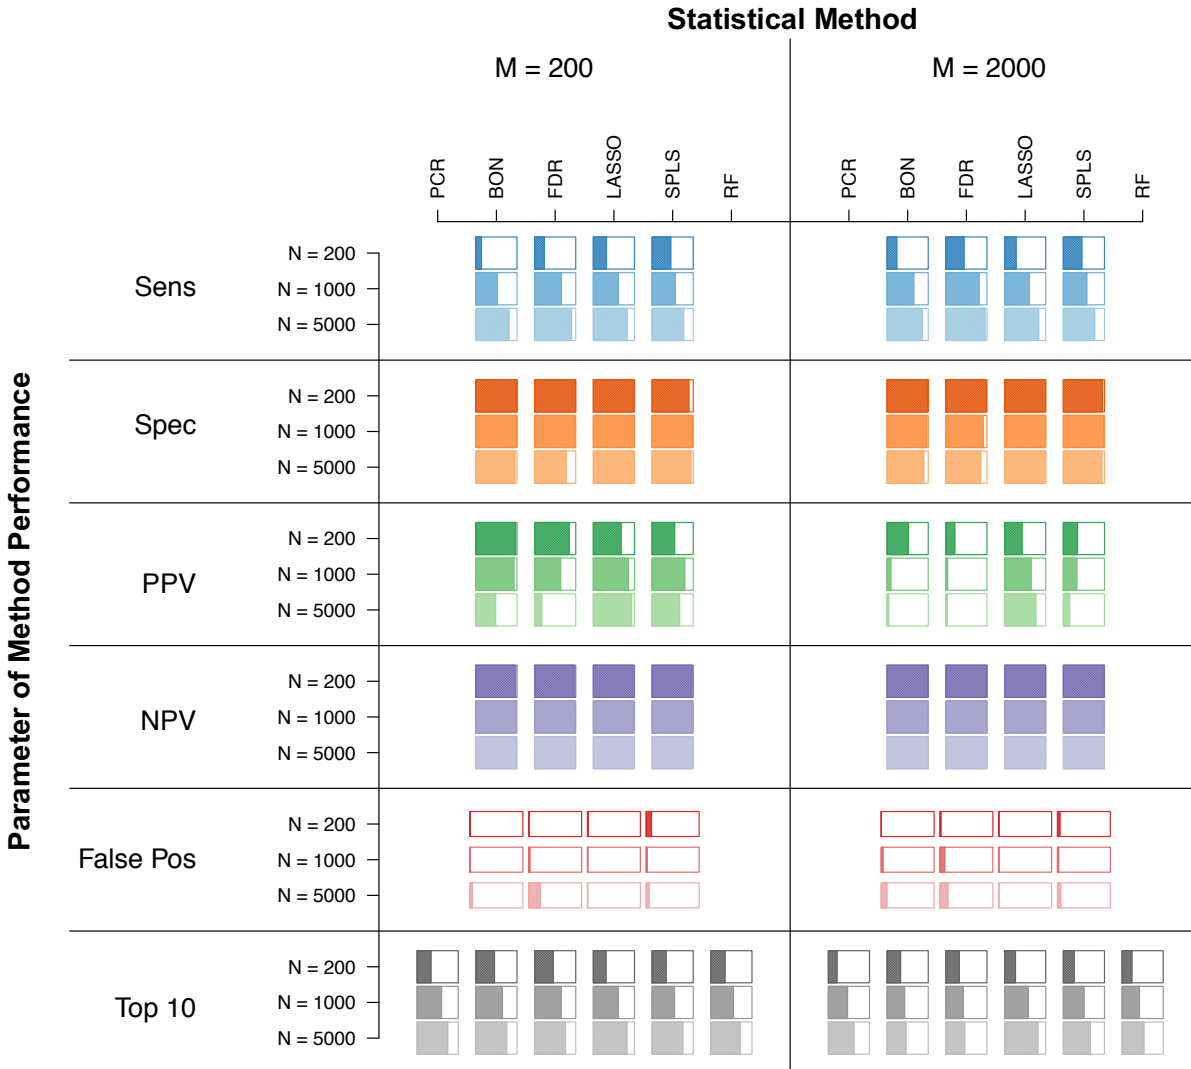 Statistical Method
M = 200
M = 2000
PCR
BON
FDR
LASSO
SPLS
RF
PCR
BON
FDR
LASSO
SPLS
RF
Parameter of Method Performance
Sens
N = 200
N = 1000
N = 5000
Spec
N = 200
N = 1000
N = 5000
PPV
N = 200
N = 1000
N = 5000
NPV
N = 200
N = 1000
N = 5000
False Pos
N = 200
N = 1000
N = 5000
Top 10
N = 200
N = 1000
N = 5000